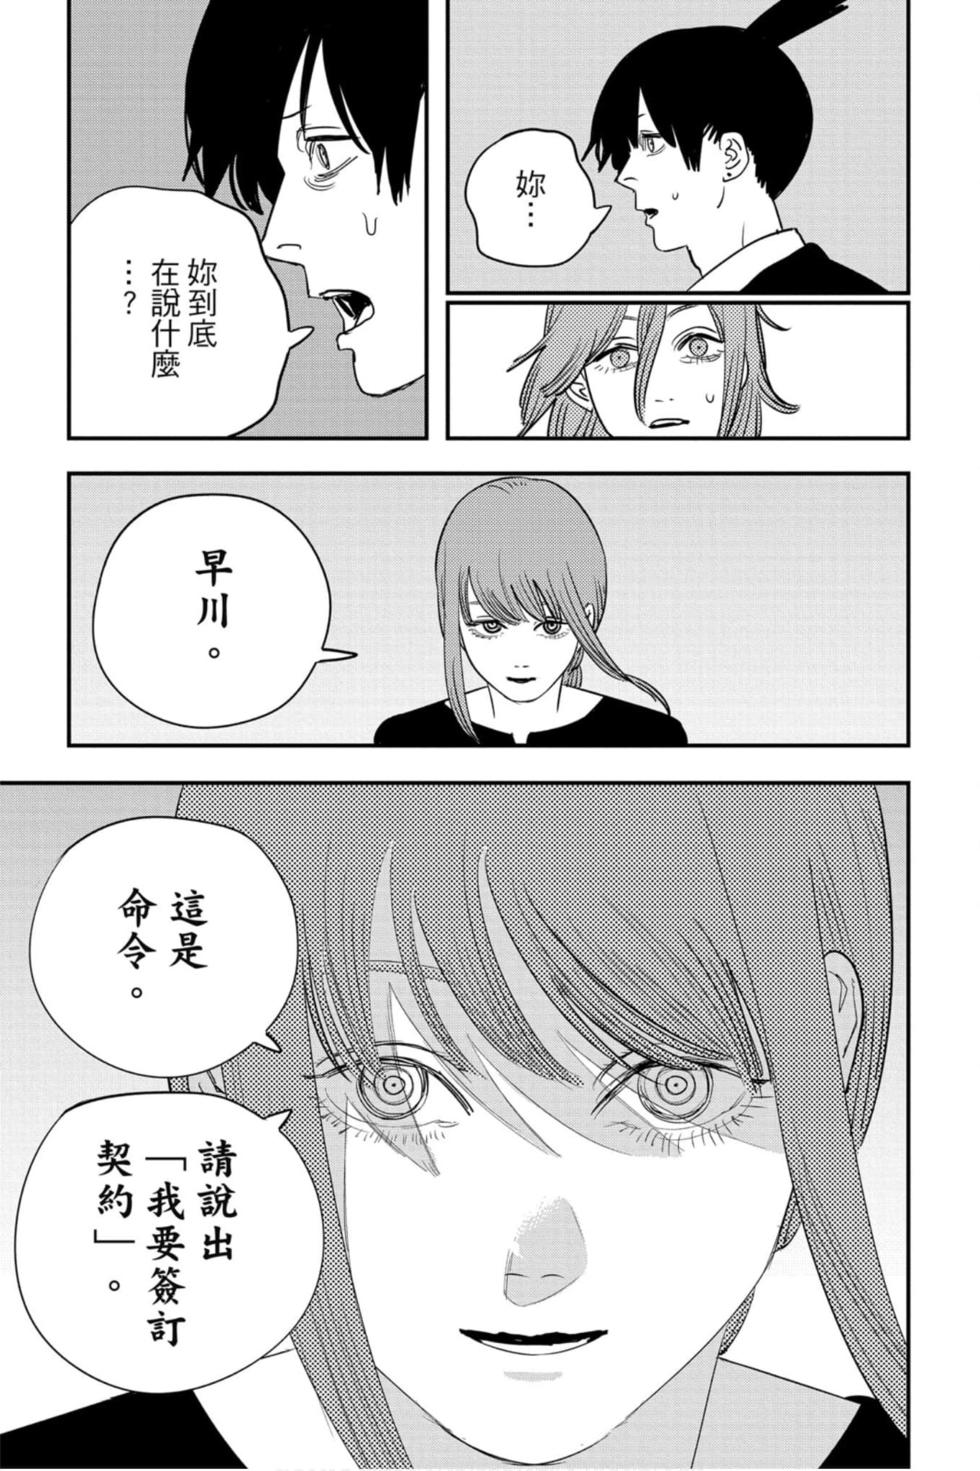 妳…
妳到底
在說什麼
…?
早川。
這是
命令。
請說出
「我要簽訂
契約」。